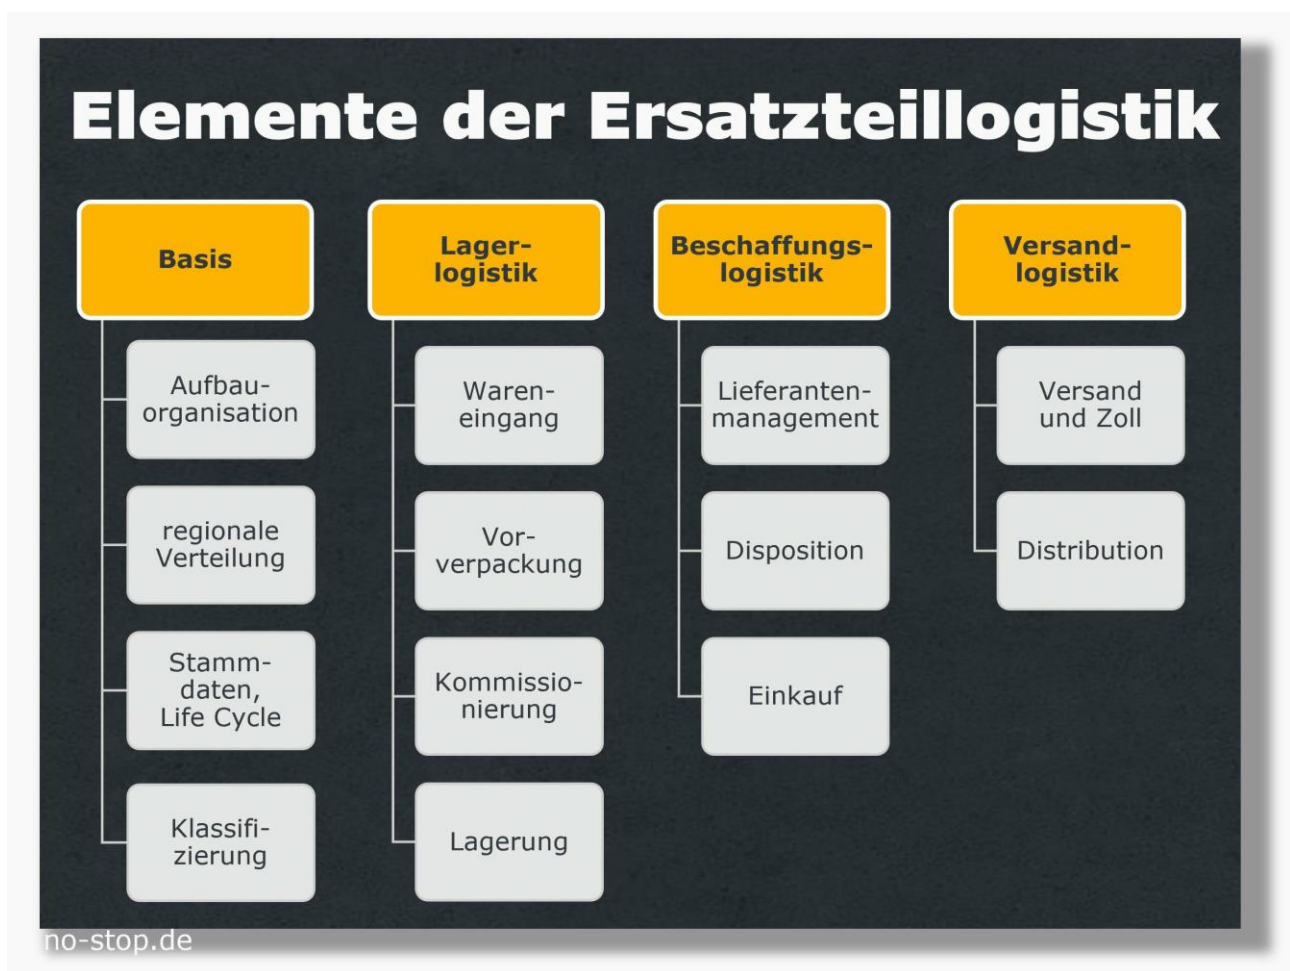 Elemente der Ersatzteillogistik
Basis
Aufbau-
organisation
regionale
Verteilung
Stamm-
daten,
Life Cycle
Klassifi-
zierung
Lager-
logistik
Waren-
eingang
Vor-
verpackung
Kommissio-
nierung
Lagerung
Beschaffungs-
logistik
Lieferanten-
management
Disposition
Einkauf
Versand-
logistik
Versand
und Zoll
Distribution
no-stop.de